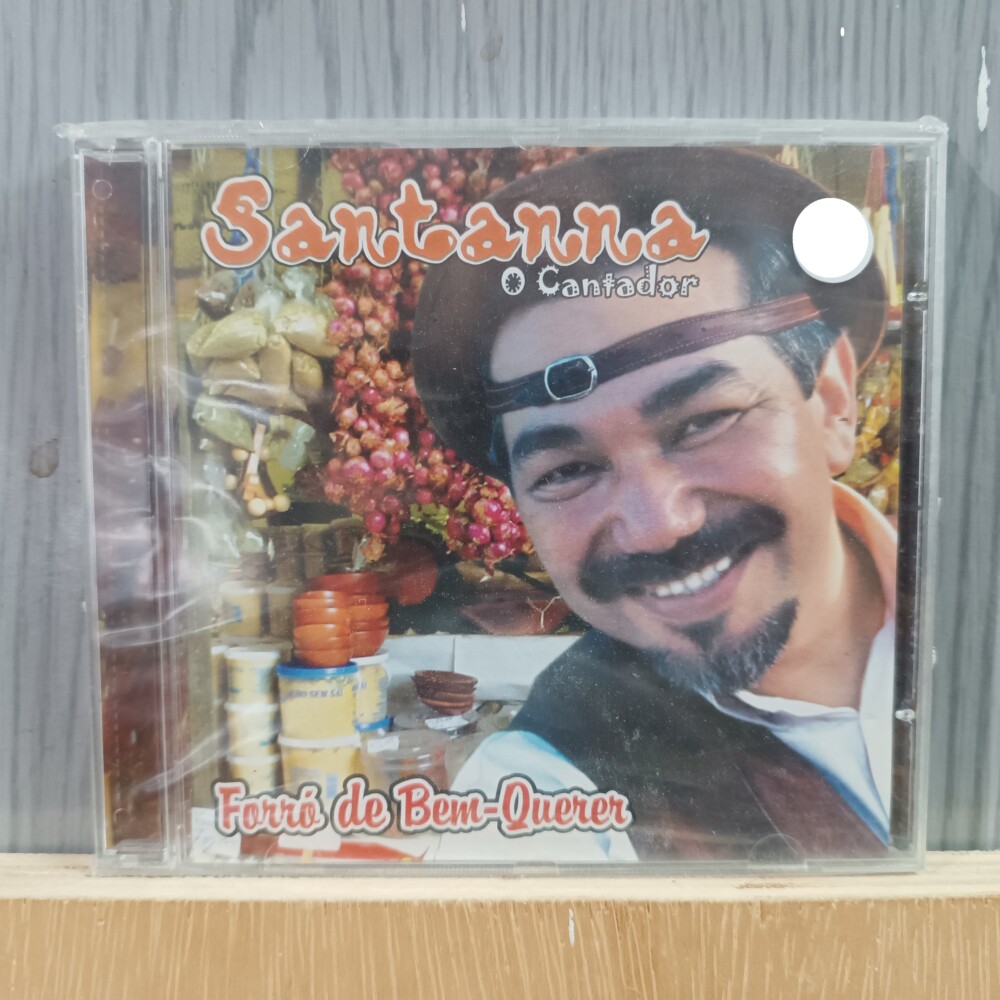 Santanna
O Cantador
Forró de Bem-Querer